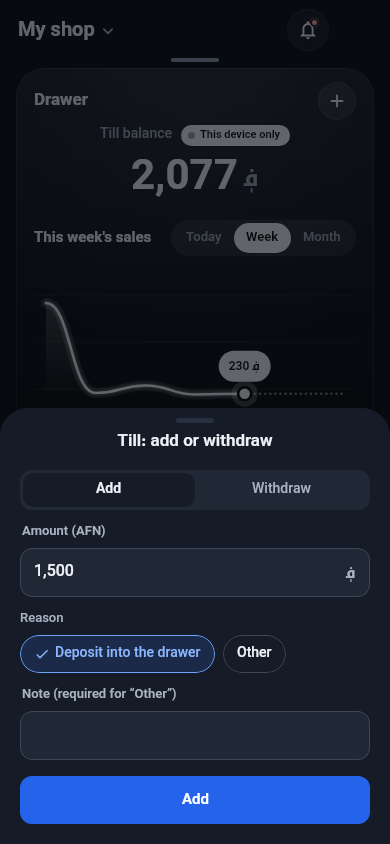 My shop
Drawer
Till balance
This device only
2,077 ؋
This week's sales
Today
Week
Month
230 ؋
Till: add or withdraw
Add
Withdraw
Amount (AFN)
1,500 ؋
Reason
Deposit into the drawer
Other
Note (required for “Other”)
Add